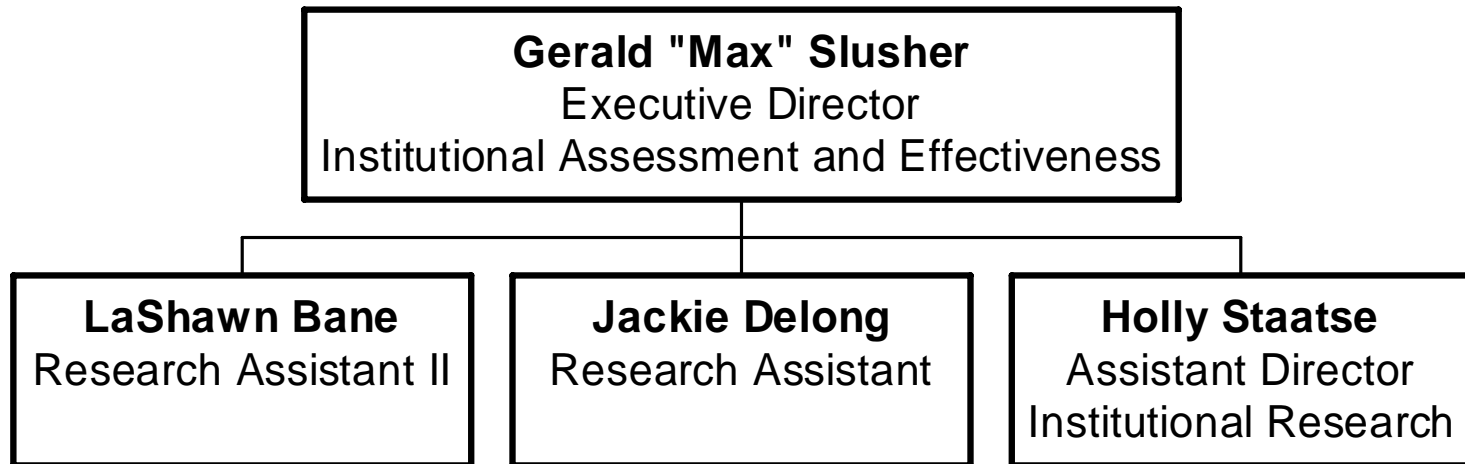 Gerald "Max" Slusher
Executive Director
Institutional Assessment and Effectiveness
LaShawn Bane
Research Assistant II
Jackie Delong
Research Assistant
Holly Staatse
Assistant Director
Institutional Research